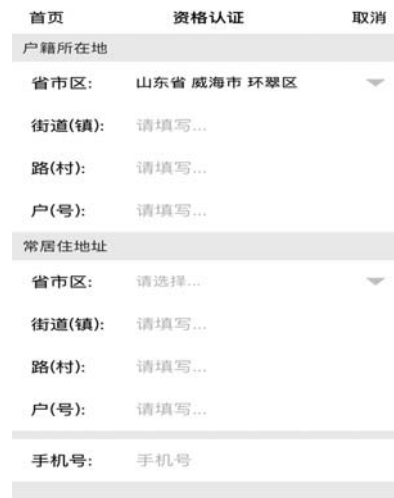 首页 资格认证 取消
户籍所在地
省市区: 山东省 威海市 环翠区
街道(镇): 请填写...
路(村): 请填写...
户(号): 请填写...
常居住地址
省市区: 请选择...
街道(镇): 请填写...
路(村): 请填写...
户(号): 请填写...
手机号: 手机号